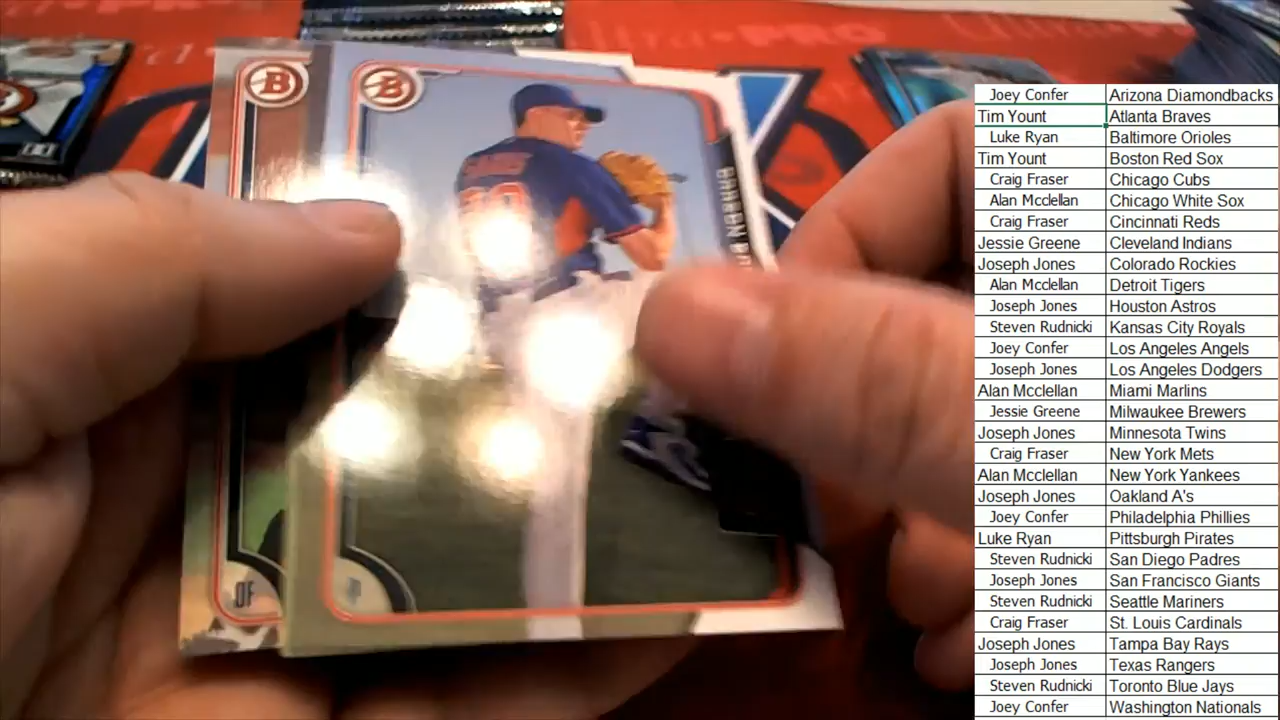 B
B
OF
Joey Confer Arizona Diamondbacks
Tim Yount Atlanta Braves
Luke Ryan Baltimore Orioles
Tim Yount Boston Red Sox
Craig Fraser Chicago Cubs
Alan Mcclellan Chicago White Sox
Craig Fraser Cincinnati Reds
Jessie Greene Cleveland Indians
Joseph Jones Colorado Rockies
Alan Mcclellan Detroit Tigers
Joseph Jones Houston Astros
Steven Rudnicki Kansas City Royals
Joey Confer Los Angeles Angels
Joseph Jones Los Angeles Dodgers
Alan Mcclellan Miami Marlins
Jessie Greene Milwaukee Brewers
Joseph Jones Minnesota Twins
Craig Fraser New York Mets
Alan Mcclellan New York Yankees
Joseph Jones Oakland A's
Joey Confer Philadelphia Phillies
Luke Ryan Pittsburgh Pirates
Steven Rudnicki San Diego Padres
Joseph Jones San Francisco Giants
Steven Rudnicki Seattle Mariners
Craig Fraser St. Louis Cardinals
Joseph Jones Tampa Bay Rays
Joseph Jones Texas Rangers
Steven Rudnicki Toronto Blue Jays
Joey Confer Washington Nationals